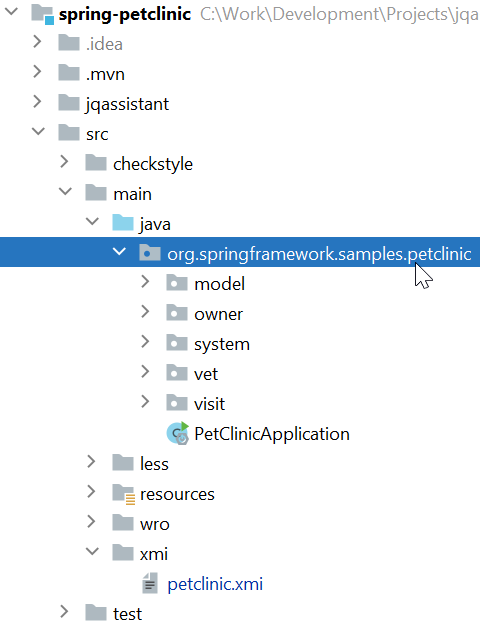 spring-petclinic C:\Work\Development\Projects\jqa
.idea
.mvn
jqassistant
src
checkstyle
main
java
org.springframework.samples.petclinic
model
owner
system
vet
visit
PetClinicApplication
less
resources
wro
xmi
petclinic.xmi
test